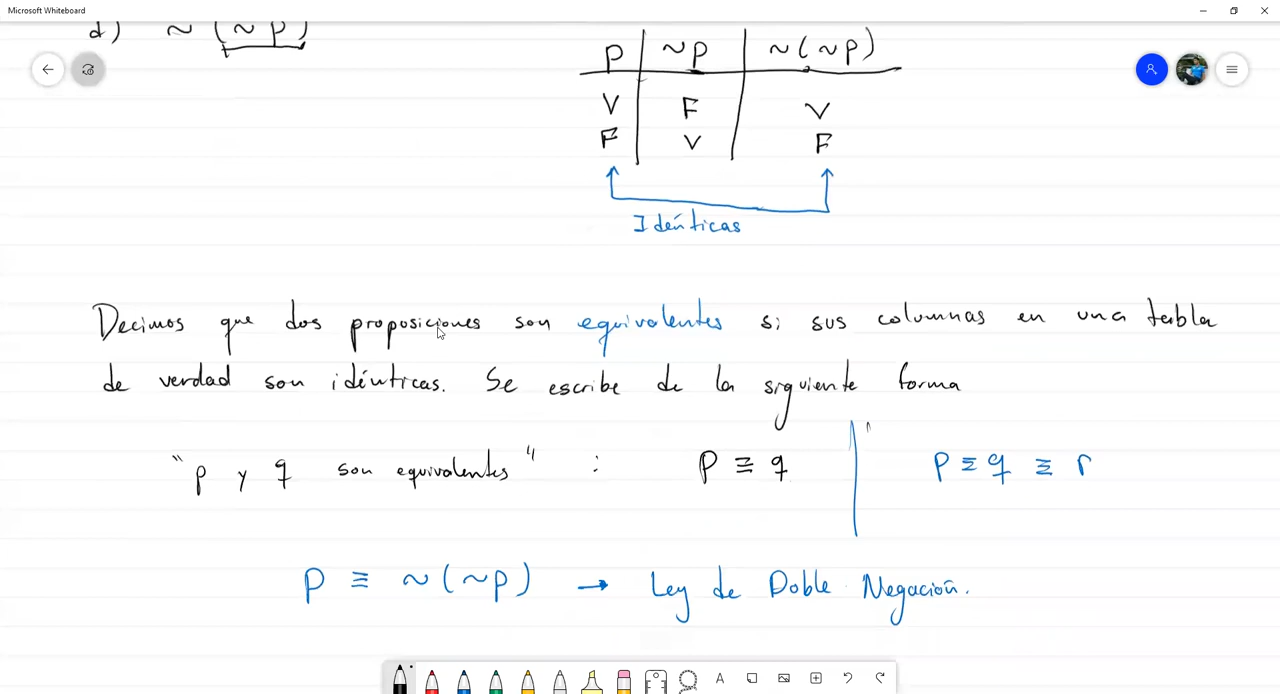 Microsoft Whiteboard
d) ~ (~p)
p ~p ~(~p)
V F V
F V F
Idénticas
Decimos que dos proposiciones son equivalentes si sus columnas en una tabla
de verdad son idénticas. Se escribe de la siguiente forma
"p y q son equivalentes" : p ≡ q
p ≡ q ≡ r
p ≡ ~(~p) → Ley de Doble Negación.